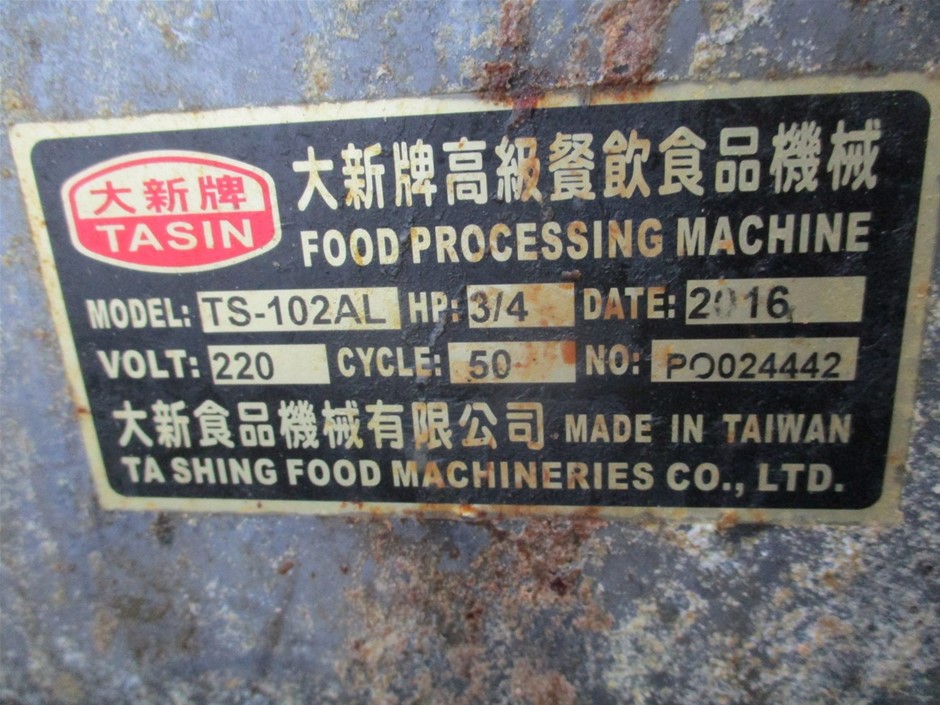 大新牌
TASIN
大新牌高級餐飲食品機械
FOOD PROCESSING MACHINE
MODEL: TS-102AL HP: 3/4 DATE: 2016
VOLT: 220 CYCLE: 50 NO: PO024442
大新食品機械有限公司 MADE IN TAIWAN
TA SHING FOOD MACHINERIES CO., LTD.